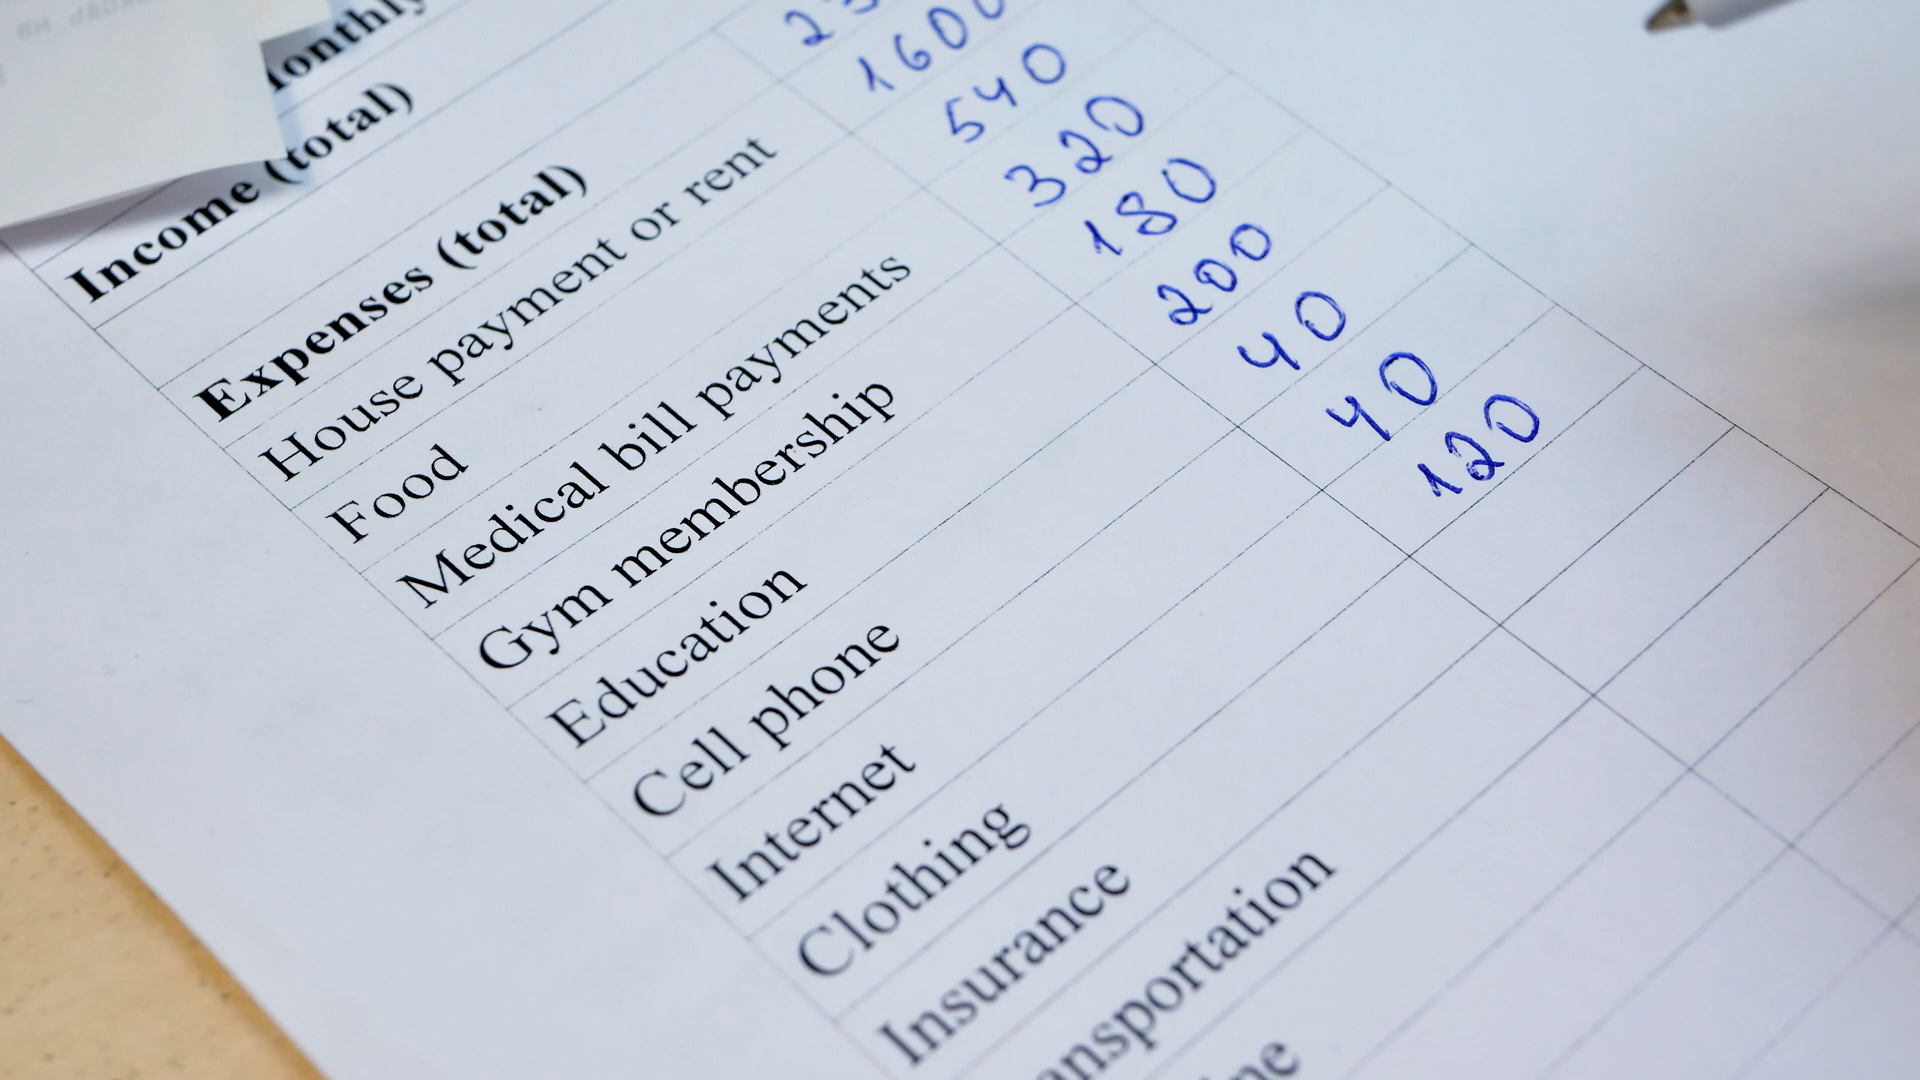 Income (total)
Expenses (total)
House payment or rent 1600
Food 540
Medical bill payments 320
Gym membership 180
Education 200
Cell phone 40
Internet 40
Clothing 120
Insurance